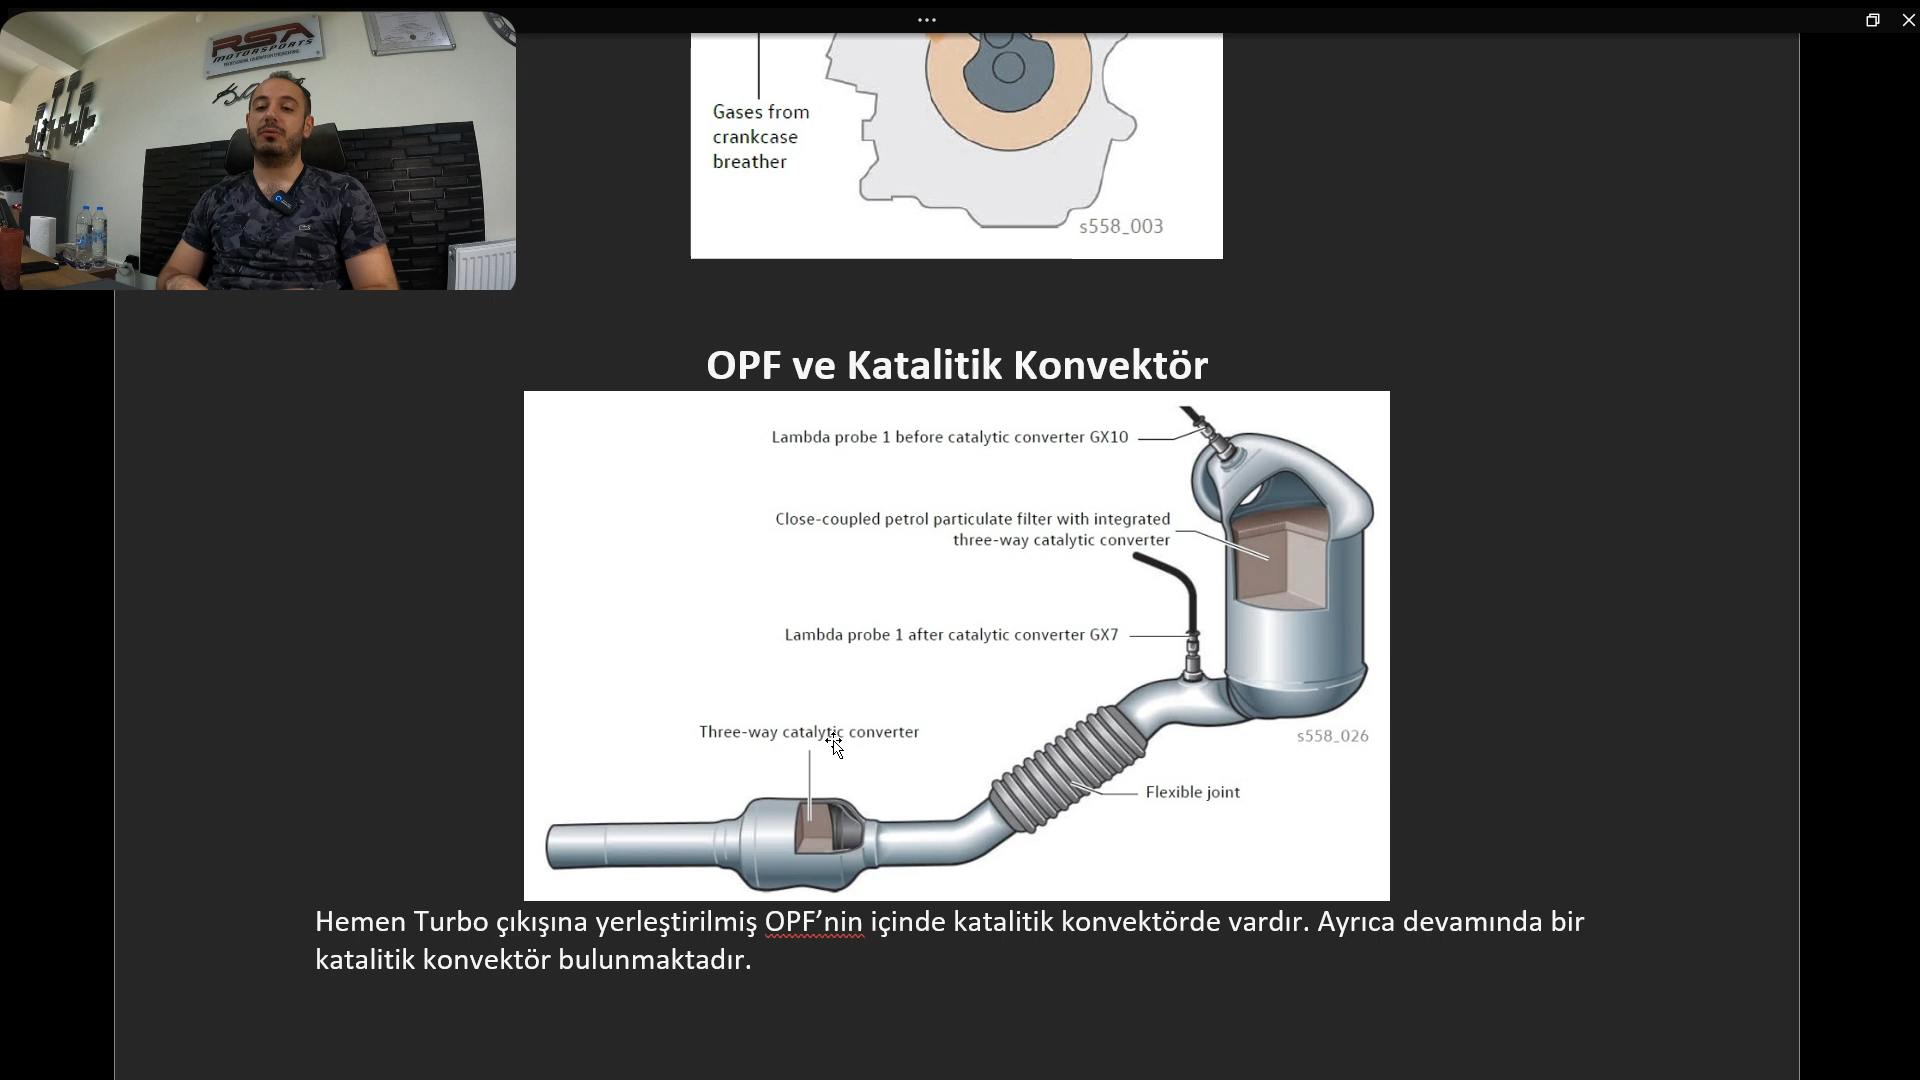 RSA
MOTORSPORTS
Gases from
crankcase
breather
s558_003
OPF ve Katalitik Konvektör
Lambda probe 1 before catalytic converter GX10
Close-coupled petrol particulate filter with integrated
three-way catalytic converter
Lambda probe 1 after catalytic converter GX7
Three-way catalytic converter
s558_026
Flexible joint
Hemen Turbo çıkışına yerleştirilmiş OPF’nin içinde katalitik konvektörde vardır. Ayrıca devamında bir
katalitik konvektör bulunmaktadır.